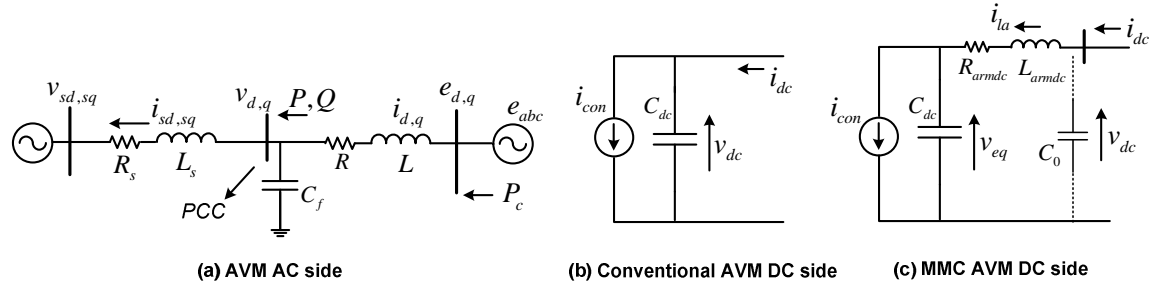 v_{sd,sq}
i_{sd,sq}
R_s
L_s
v_{d,q}
P, Q
PCC
C_f
R
i_{d,q}
L
e_{d,q}
e_{abc}
P_c
(a) AVM AC side
i_{con}
C_{dc}
v_{dc}
i_{dc}
(b) Conventional AVM DC side
i_{con}
C_{dc}
v_{eq}
R_{armdc}
i_{la}
L_{armdc}
i_{dc}
C_0
v_{dc}
(c) MMC AVM DC side